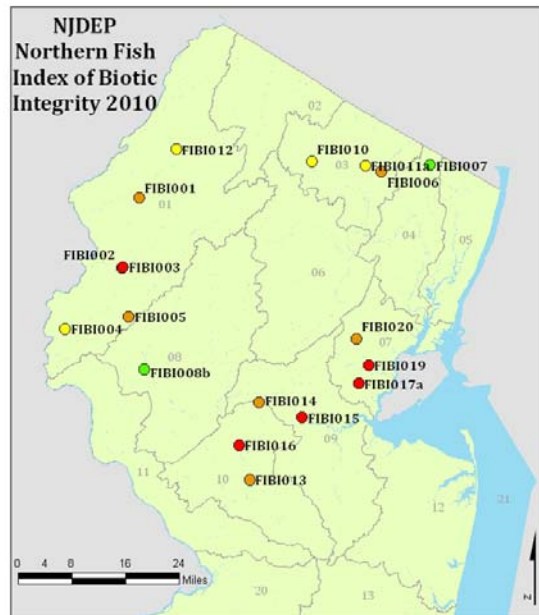 NJDEP
Northern Fish
Index of Biotic
Integrity 2010
02
FIBI012
FIBI010
03
FIBI011a
FIBI007
FIBI006
FIBI001
01
04
05
FIBI002
FIBI003
06
FIBI005
FIBI004
FIBI020
07
08
FIBI008b
FIBI019
FIBI017a
FIBI014
FIBI015
09
FIBI016
11
10
FIBI013
12
21
0 4 8 16 24
Miles
20
13
N